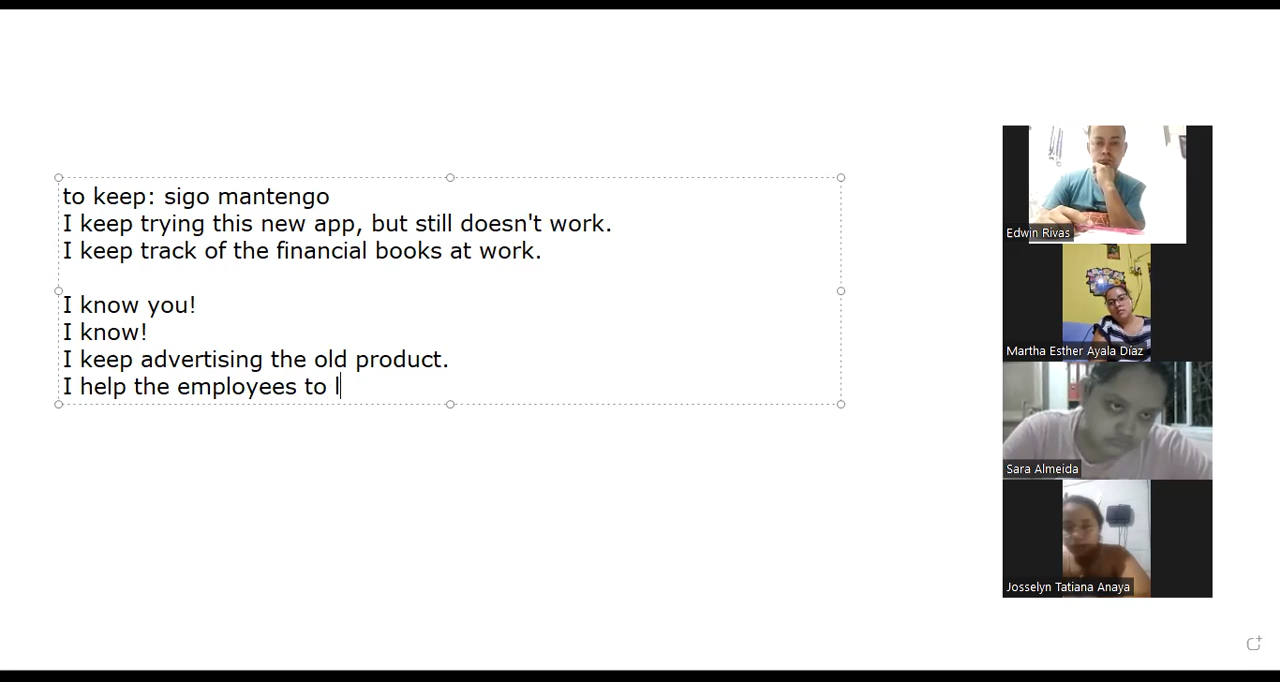 to keep: sigo mantengo
I keep trying this new app, but still doesn't work.
I keep track of the financial books at work.
I know you!
I know!
I keep advertising the old product.
I help the employees to l
Edwin Rivas
Martha Esther Ayala Díaz
Sara Almeida
Josselyn Tatiana Anaya